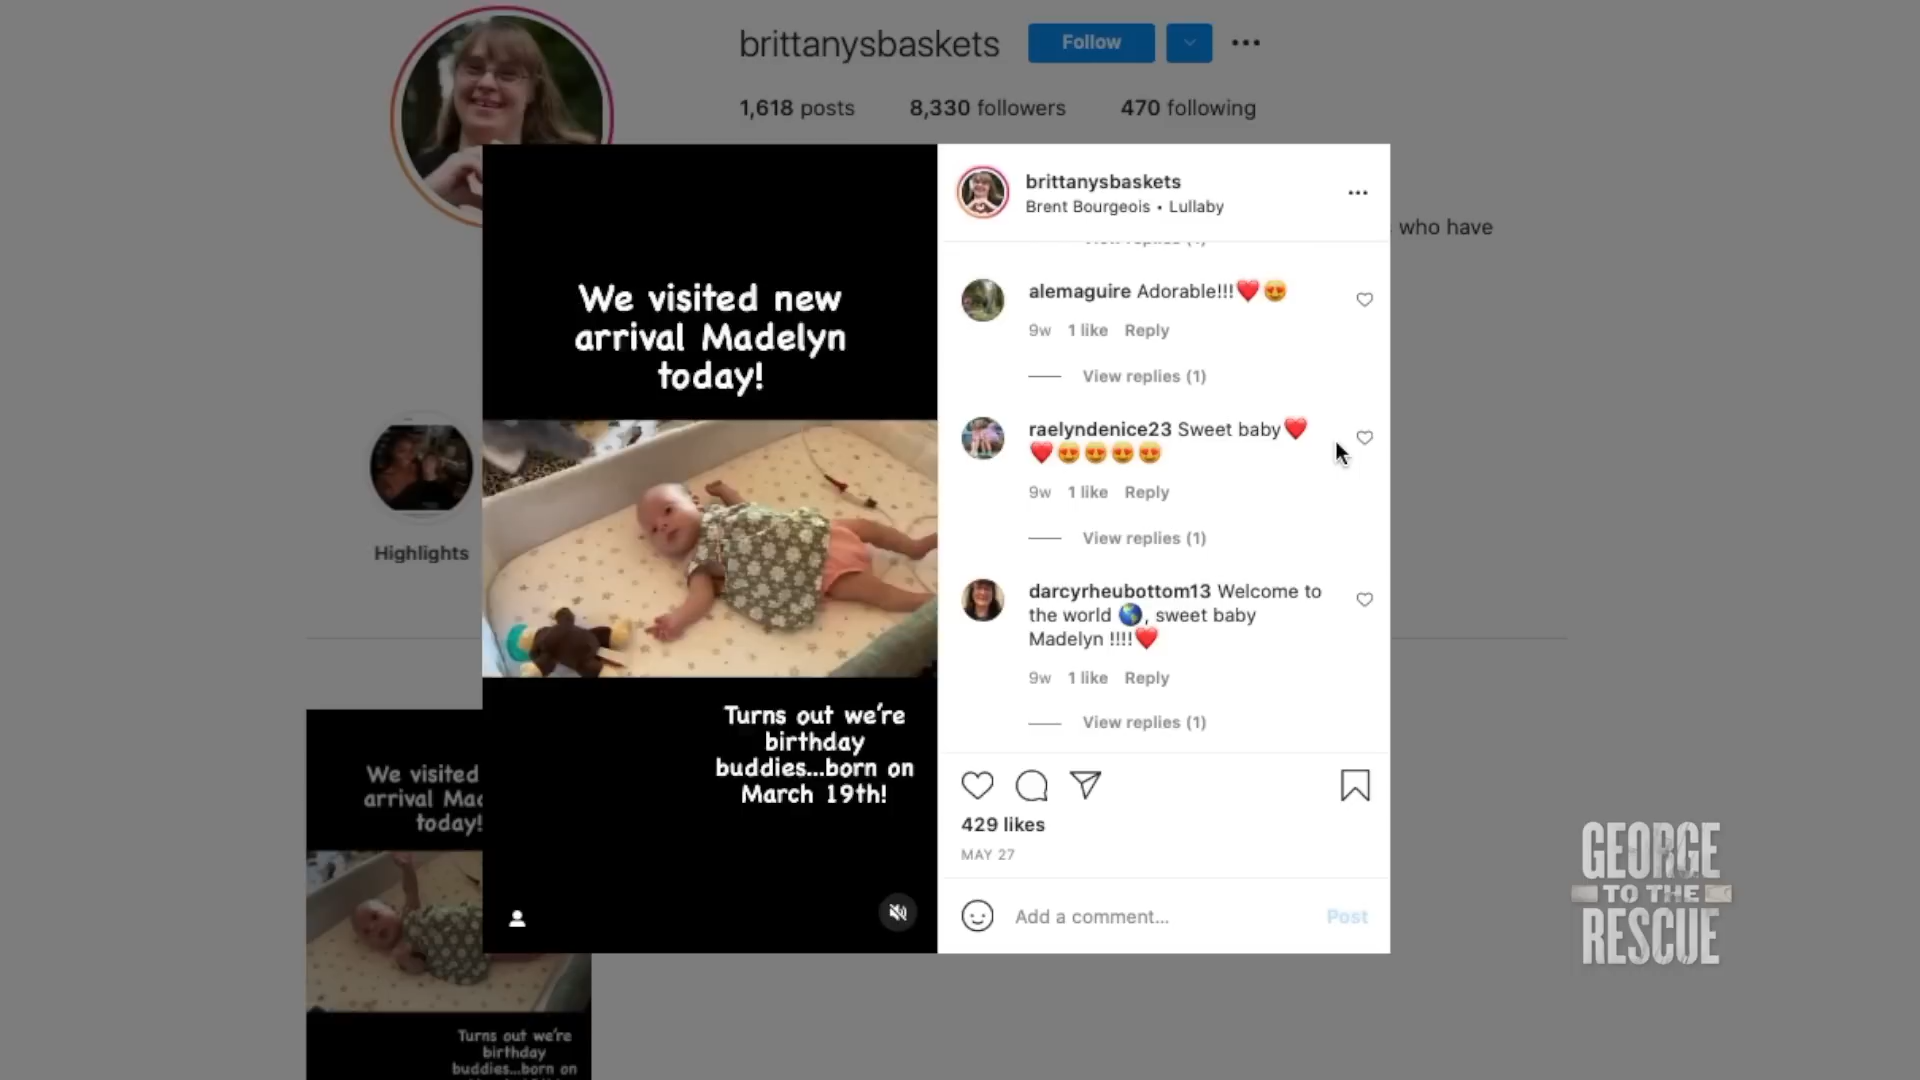 brittanysbaskets
Follow
1,618 posts 8,330 followers 470 following
who have
Highlights
We visited new
arrival Madelyn
today!
Turns out we're
birthday
buddies...born on
March 19th!
brittanysbaskets
Brent Bourgeois • Lullaby
View replies (1)
alemaguire Adorable!!!❤️😍
9w 1 like Reply
View replies (1)
raelyndenice23 Sweet baby❤️
❤️😍😍😍😍
9w 1 like Reply
View replies (1)
darcyrheubottom13 Welcome to
the world 🌎, sweet baby
Madelyn !!!!❤️
9w 1 like Reply
View replies (1)
429 likes
MAY 27
Add a comment...
Post
We visited
arrival Mad
today!
Turns out we're
birthday
buddies...born on
GEORGE
TO THE
RESCUE